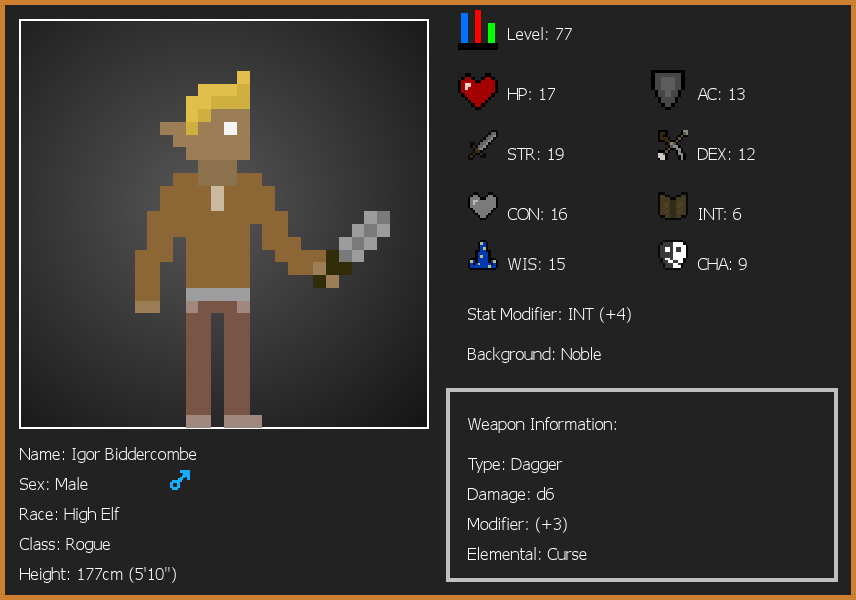 Level: 77
HP: 17
AC: 13
STR: 19
DEX: 12
CON: 16
INT: 6
WIS: 15
CHA: 9
Stat Modifier: INT (+4)
Background: Noble
Weapon Information:
Type: Dagger
Damage: d6
Modifier: (+3)
Elemental: Curse
Name: Igor Biddercombe
Sex: Male
Race: High Elf
Class: Rogue
Height: 177cm (5'10")